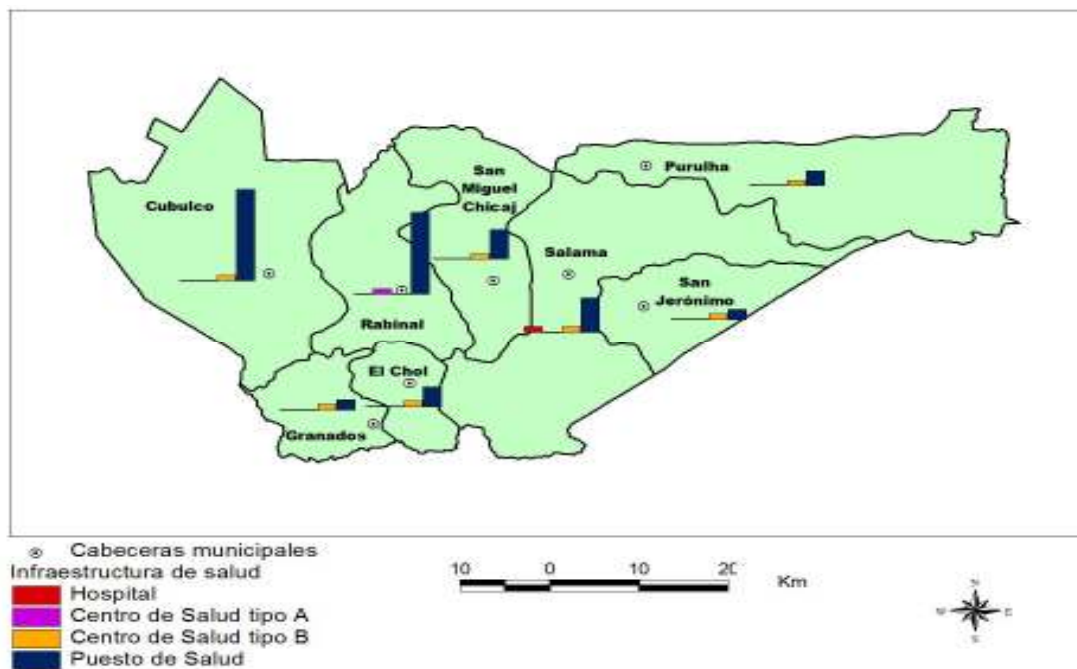 San
Miguel
Chicaj
Purulha
Cubulco
Salama
San
Jerónimo
Rabinal
El Chol
Granados
Cabeceras municipales
Infraestructura de salud
Hospital
Centro de Salud tipo A
Centro de Salud tipo B
Puesto de Salud
10 0 10 20 Km
N
W E
S